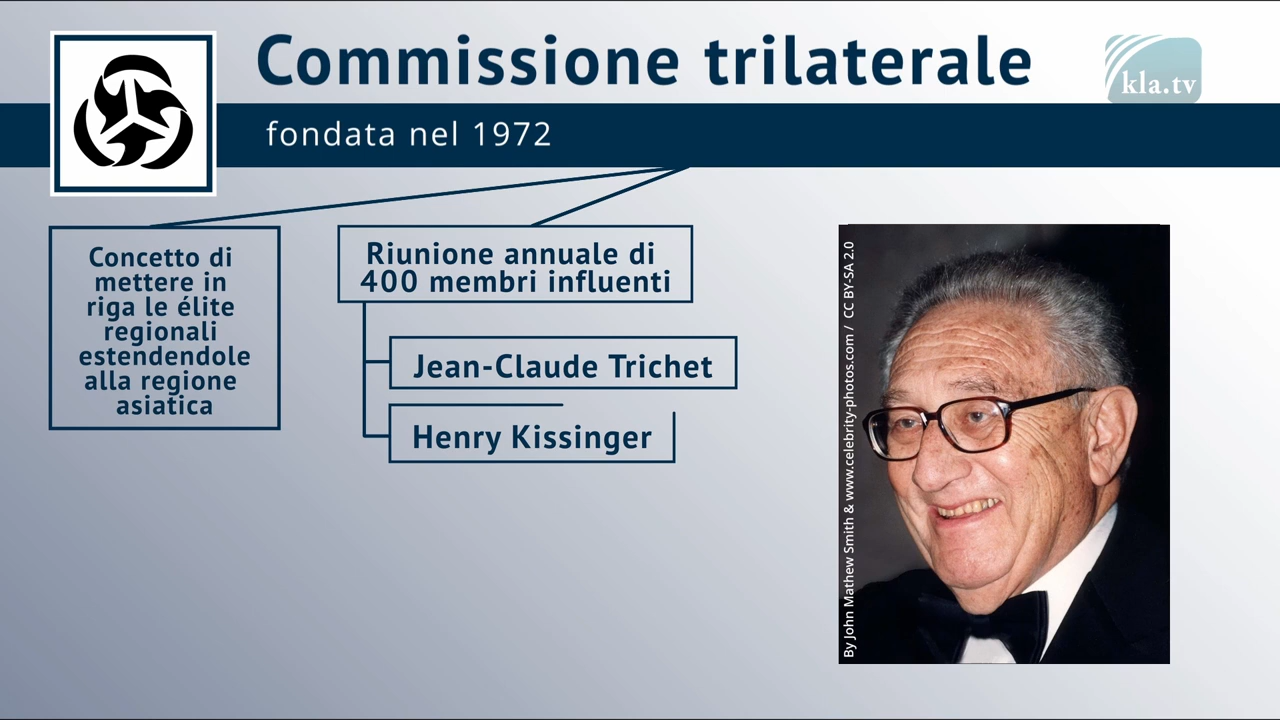 Commissione trilaterale
kla.tv
fondata nel 1972
Concetto di
mettere in
riga le élite
regionali
estendendole
alla regione
asiatica
Riunione annuale di
400 membri influenti
Jean-Claude Trichet
Henry Kissinger
By John Mathew Smith & www.celebrity-photos.com / CC BY-SA 2.0